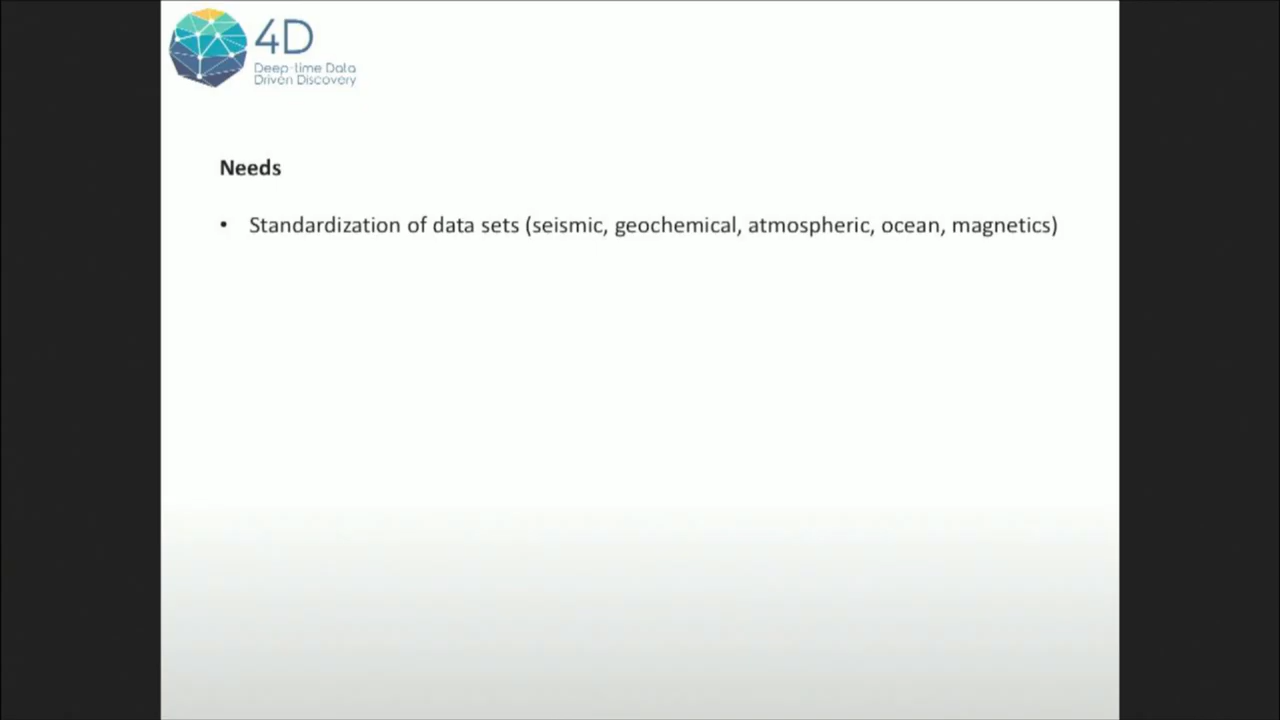 4D
Deep-time Data
Driven Discovery
Needs
• Standardization of data sets (seismic, geochemical, atmospheric, ocean, magnetics)